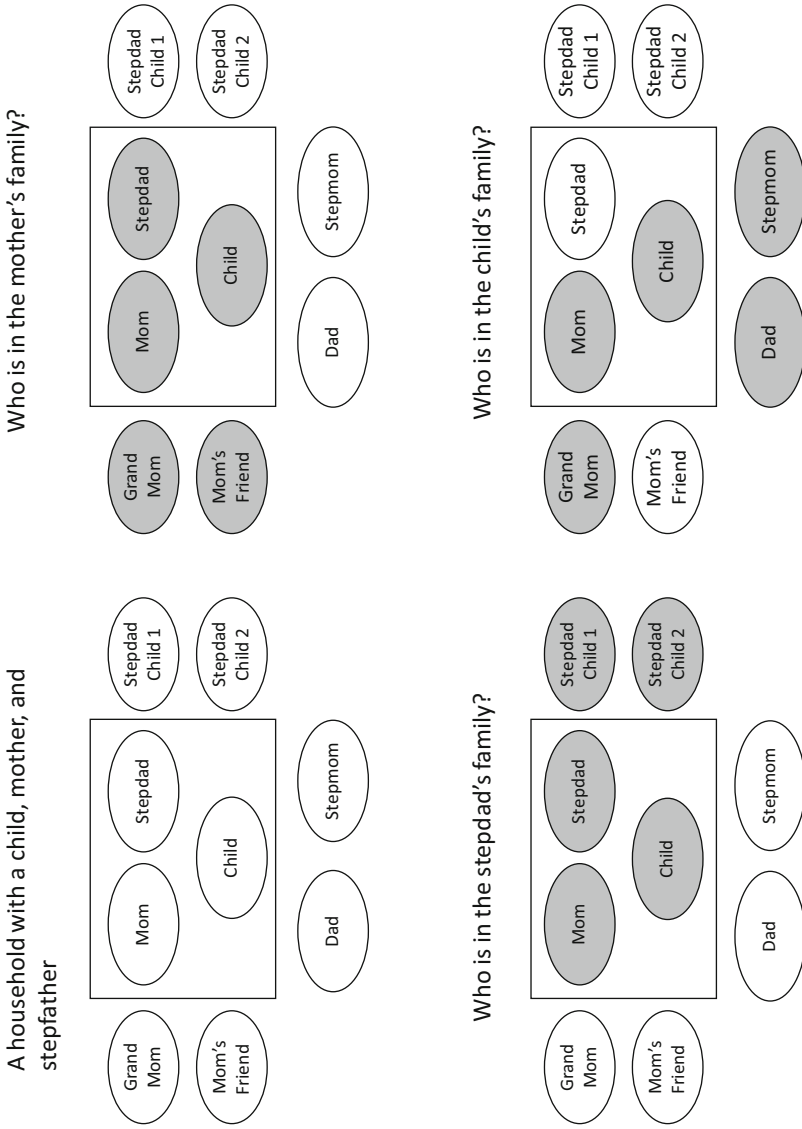 A household with a child, mother, and
stepfather
Grand
Mom
Mom's
Friend
Mom
Stepdad
Child
Stepdad
Child 1
Stepdad
Child 2
Dad
Stepmom
Who is in the mother's family?
Grand
Mom
Mom's
Friend
Mom
Stepdad
Child
Stepdad
Child 1
Stepdad
Child 2
Dad
Stepmom
Who is in the stepdad's family?
Grand
Mom
Mom's
Friend
Mom
Stepdad
Child
Stepdad
Child 1
Stepdad
Child 2
Dad
Stepmom
Who is in the child's family?
Grand
Mom
Mom's
Friend
Mom
Stepdad
Child
Stepdad
Child 1
Stepdad
Child 2
Dad
Stepmom